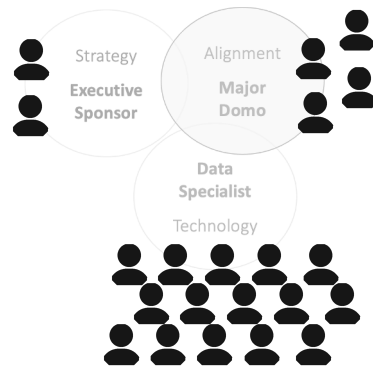 Strategy
Executive
Sponsor
Alignment
Major
Domo
Data
Specialist
Technology